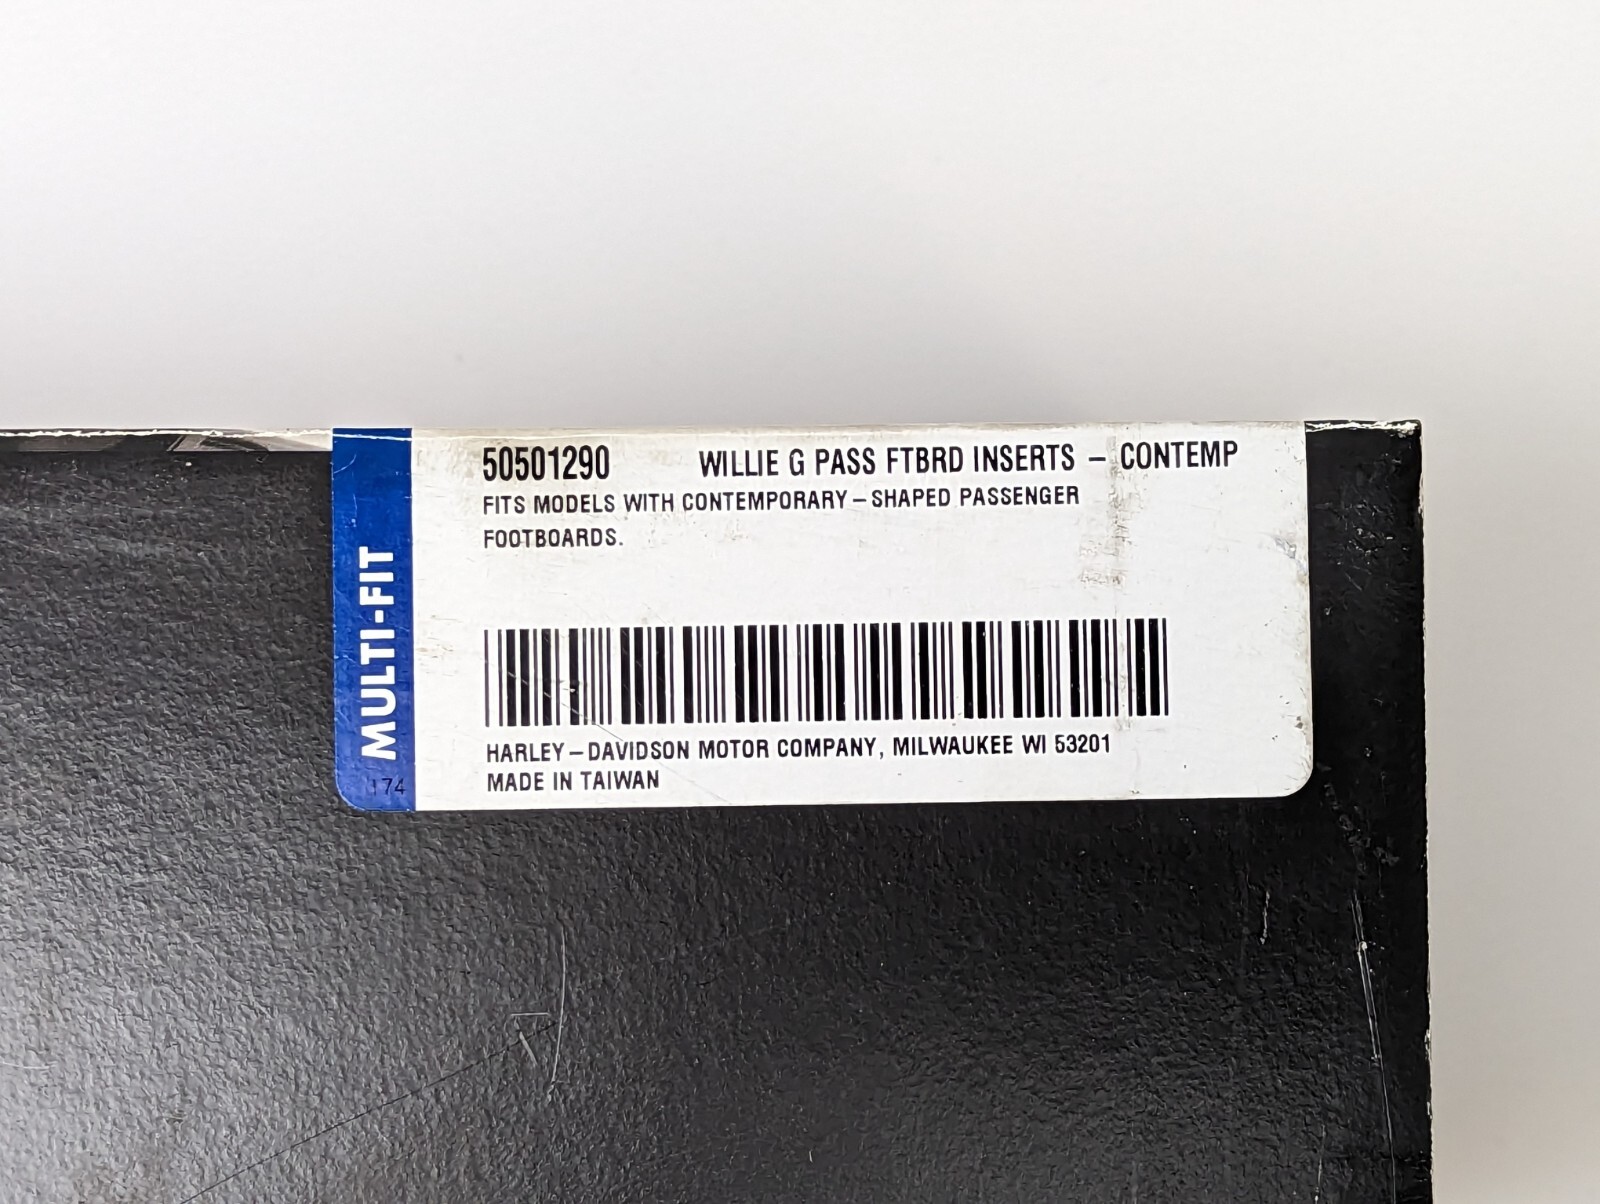 50501290 WILLIE G PASS FTBRD INSERTS – CONTEMP
FITS MODELS WITH CONTEMPORARY–SHAPED PASSENGER
FOOTBOARDS.
HARLEY–DAVIDSON MOTOR COMPANY, MILWAUKEE WI 53201
MADE IN TAIWAN
MULTI-FIT
174